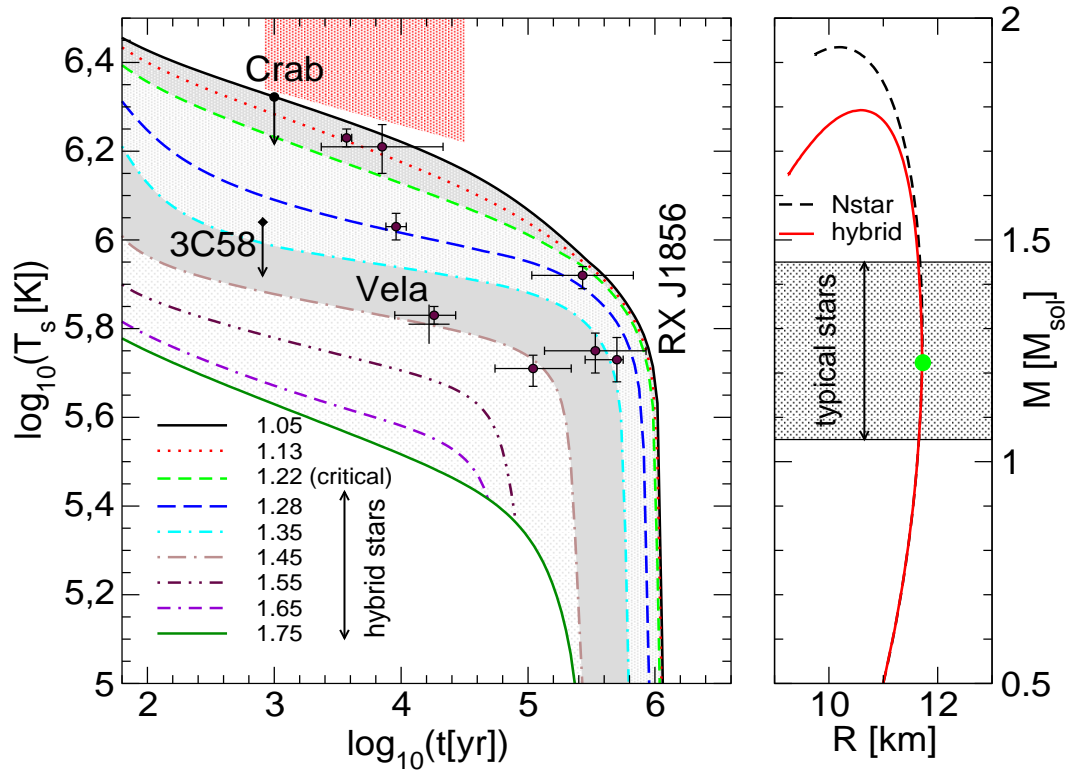 6,4
6,2
6
5,8
5,6
5,4
5,2
5
log10(Ts [K])
2
3
4
5
6
log10(t[yr])
Crab
3C58
Vela
RX J1856
1.05
1.13
1.22 (critical)
1.28
1.35
1.45
1.55
1.65
1.75
hybrid stars
Nstar
hybrid
typical stars
2
1.5
1
0.5
M [Msol]
10
11
12
R [km]